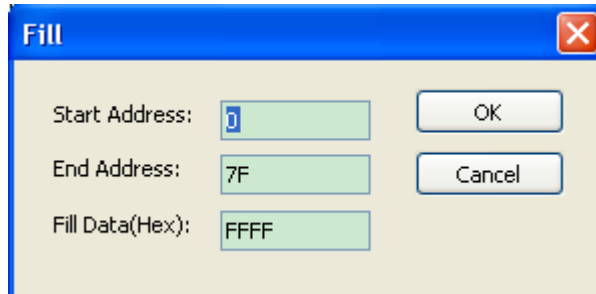 Fill
Start Address: 0 OK
End Address: 7F Cancel
Fill Data(Hex): FFFF